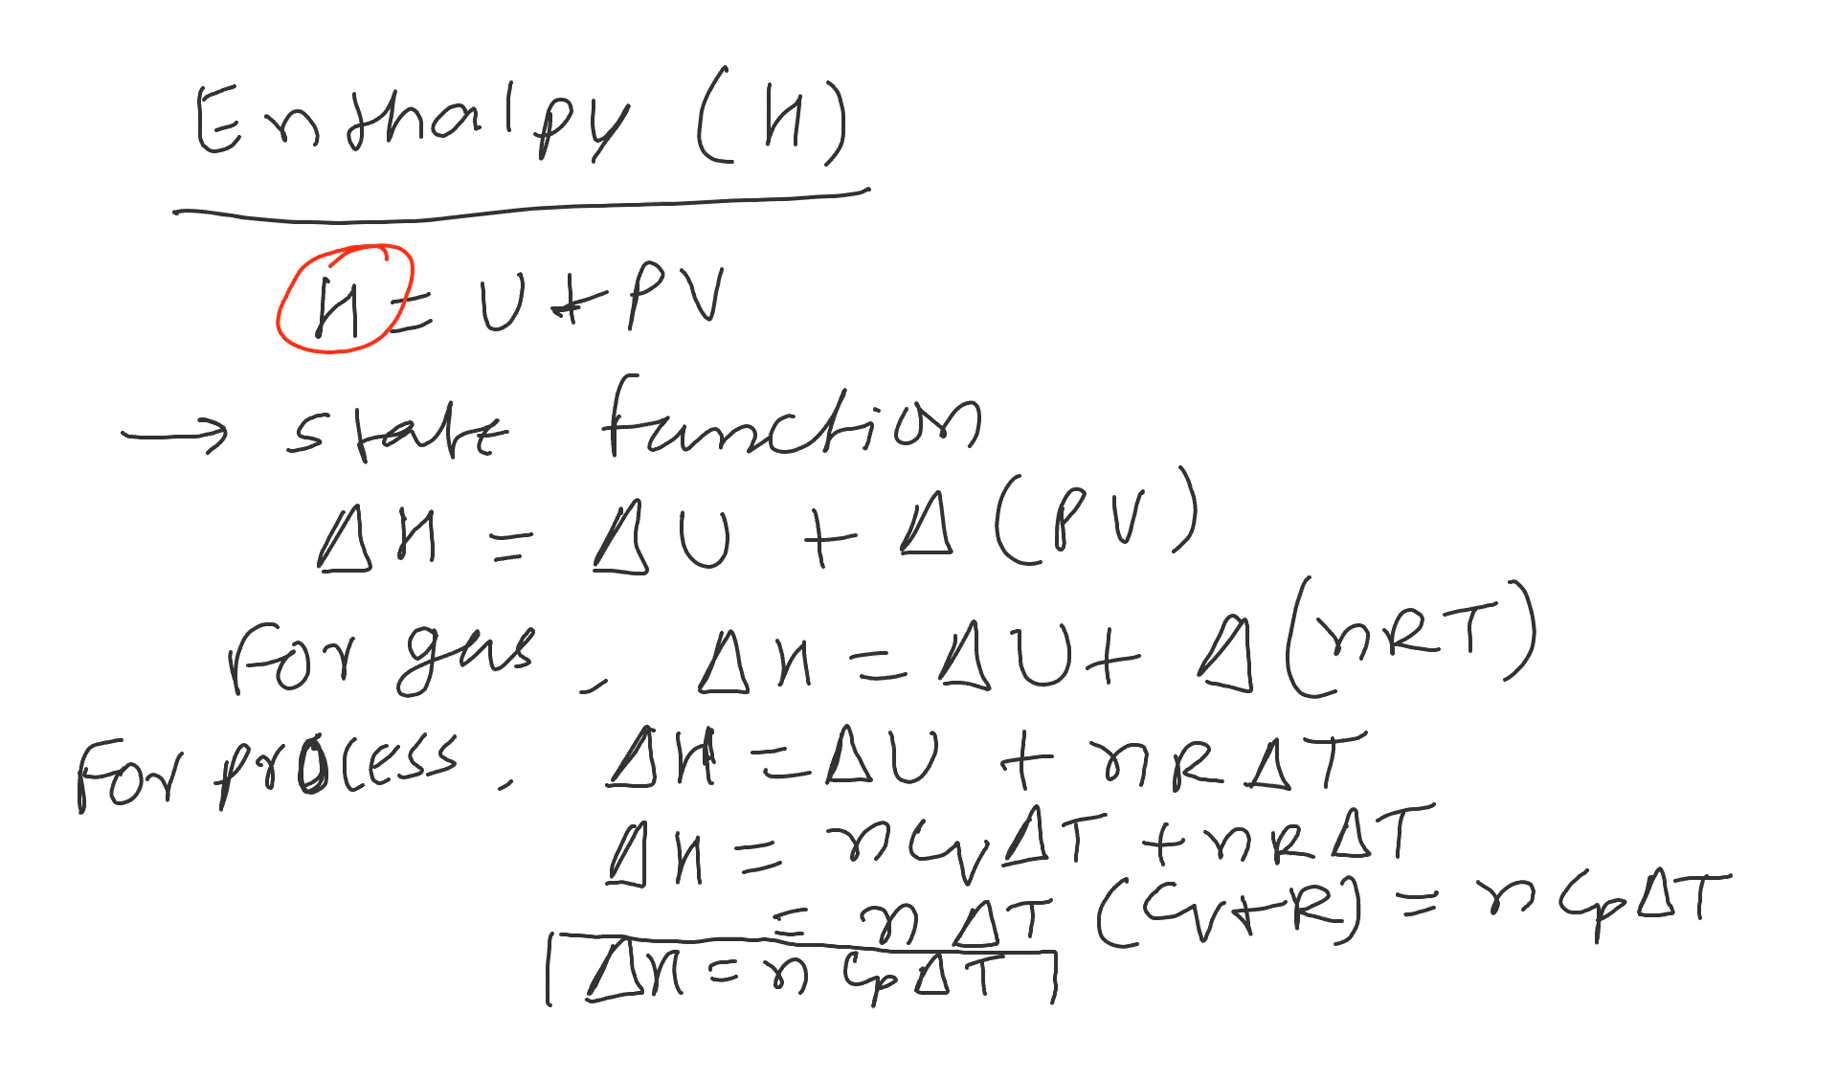 Enthalpy (H)
H = U + PV
→ state function
ΔH = ΔU + Δ(PV)
For gas, ΔH = ΔU + Δ(nRT)
For process, ΔH = ΔU + nRΔT
ΔH = nCvΔT + nRΔT
= nΔT (Cv+R) = nCpΔT
ΔH = nCpΔT